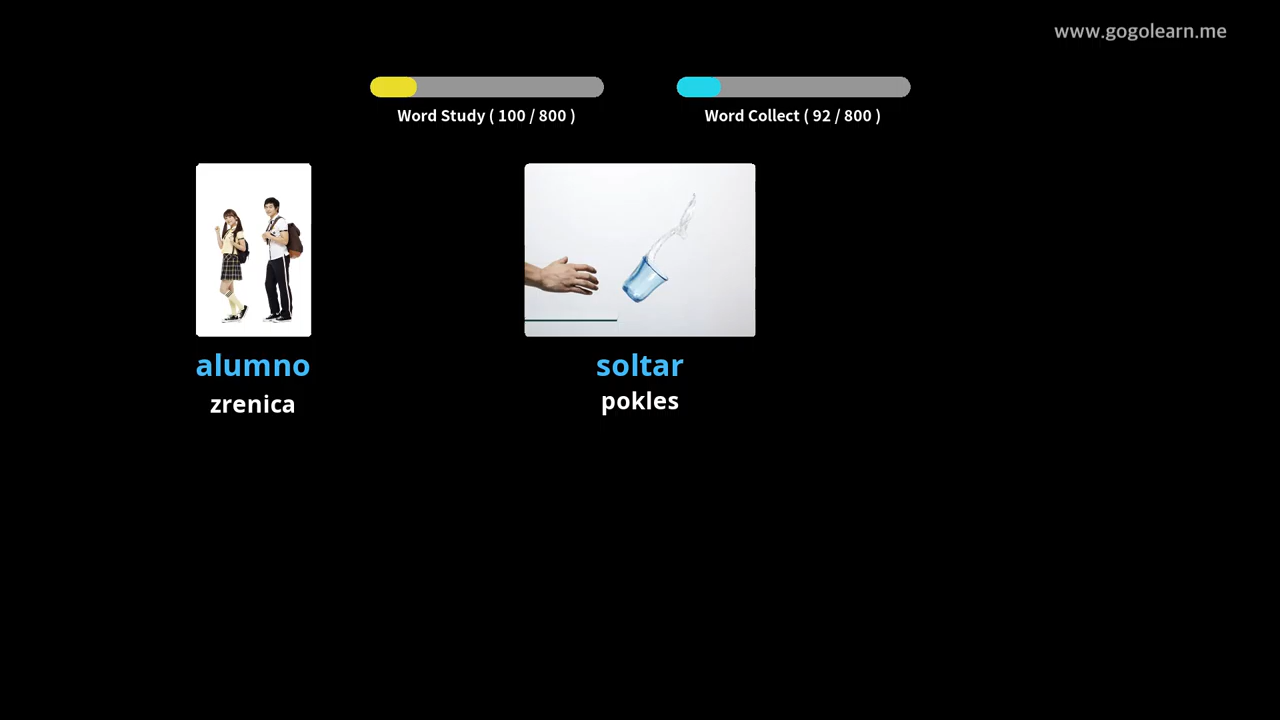 www.gogolearn.me
Word Study ( 100 / 800 )
Word Collect ( 92 / 800 )
alumno
zrenica
soltar
pokles